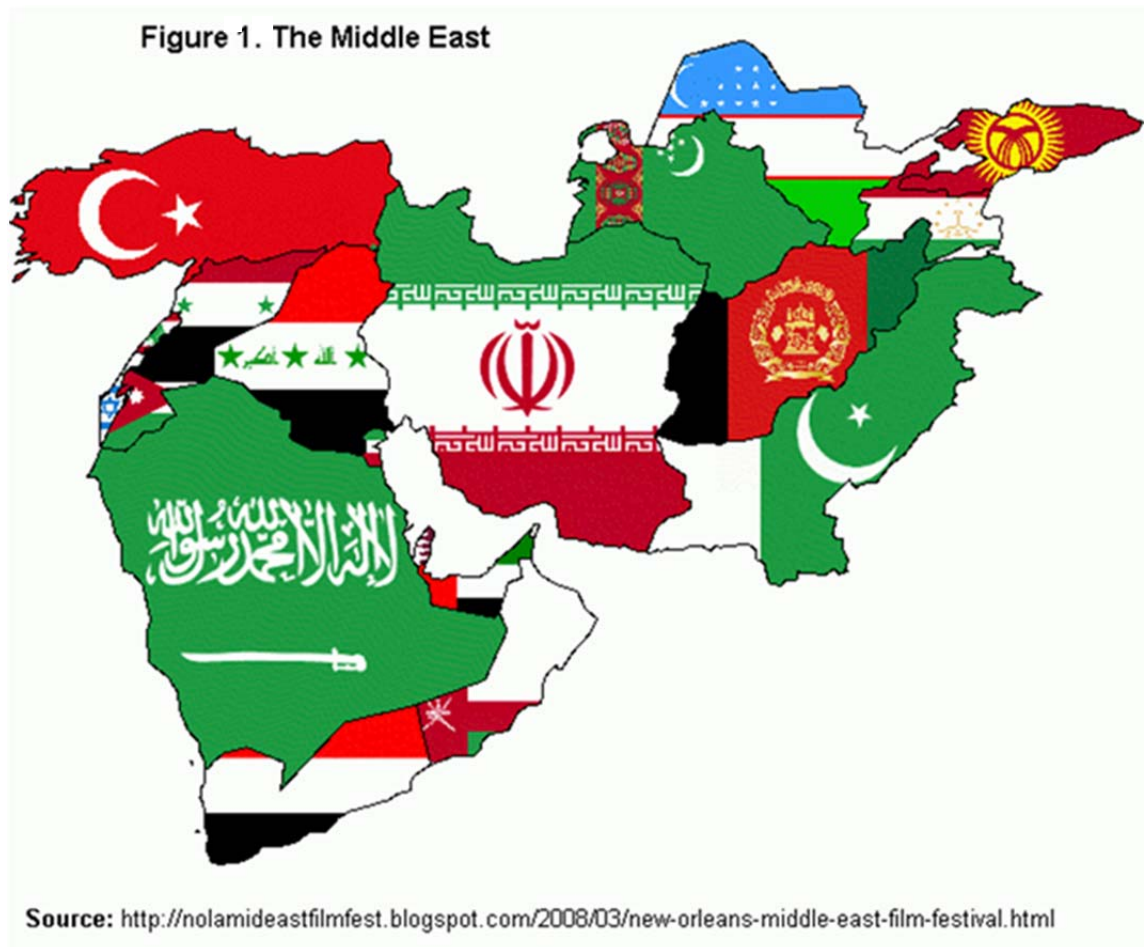 Figure 1. The Middle East
الله اكبر
لا إله إلا الله محمد رسول الله
Source: http://nolamideastfilmfest.blogspot.com/2008/03/new-orleans-middle-east-film-festival.html